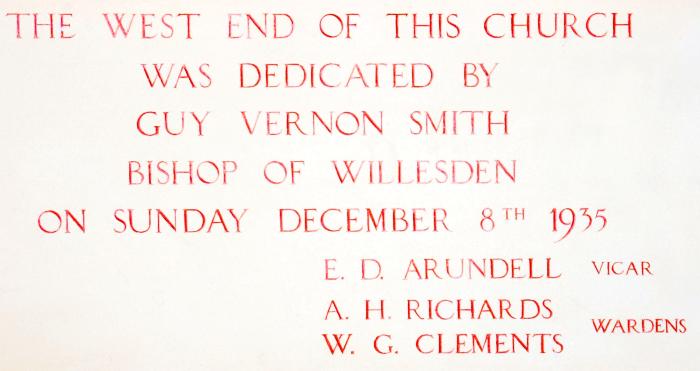 THE WEST END OF THIS CHURCH
WAS DEDICATED BY
GUY VERNON SMITH
BISHOP OF WILLESDEN
ON SUNDAY DECEMBER 8TH 1935
E. D. ARUNDELL VICAR
A. H. RICHARDS
W. G. CLEMENTS WARDENS